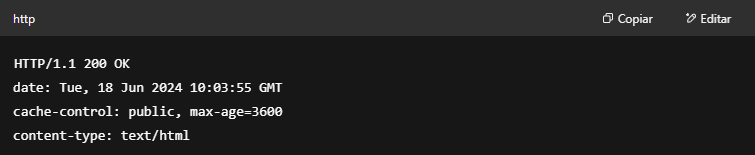 http Copiar Editar
HTTP/1.1 200 OK
date: Tue, 18 Jun 2024 10:03:55 GMT
cache-control: public, max-age=3600
content-type: text/html